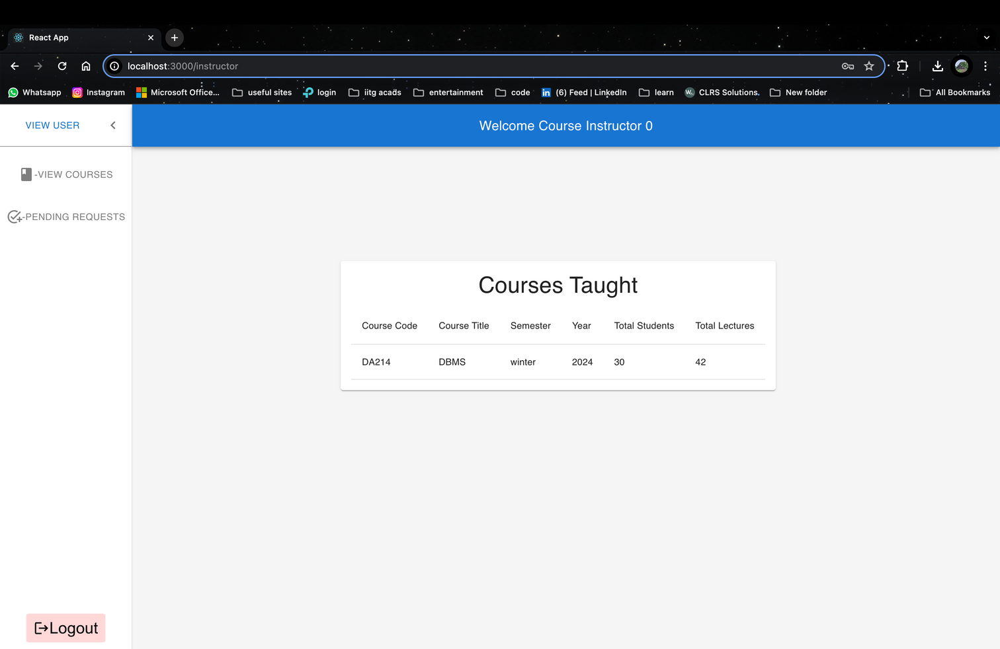 React App
localhost:3000/instructor
Whatsapp Instagram Microsoft Office... useful sites login iitg acads entertainment code (6) Feed | LinkedIn learn CLRS Solutions. New folder All Bookmarks
VIEW USER
Welcome Course Instructor 0
-VIEW COURSES
-PENDING REQUESTS
Courses Taught
Course Code Course Title Semester Year Total Students Total Lectures
DA214 DBMS winter 2024 30 42
Logout